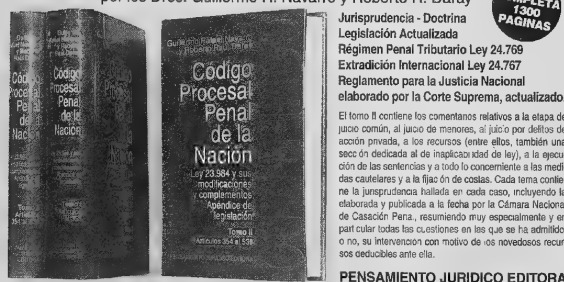 por los Dres. Guillermo R. Navarro y Roberto R. Daray
COMPLETA
1300
PAGINAS
Jurisprudencia - Doctrina
Legislación Actualizada
Régimen Penal Tributario Ley 24.769
Extradición Internacional Ley 24.767
Reglamento para la Justicia Nacional
elaborado por la Corte Suprema, actualizado.
Código
Procesal
Penal
de la
Nación
Ley 23.984 y sus
modificaciones
y complementos
Apéndice de
legislación
Tomo II
Artículos 354 al 538
El tomo II contiene los comentarios relativos a la etapa de
juicio común, al juicio de menores, al juicio por delitos de
acción privada, a los recursos (entre ellos, también una
sección dedicada al de inaplicabilidad de ley), a la ejecu-
ción de las sentencias y a todo lo concerniente a las medi-
das cautelares y a la fijación de costas. Cada tema contie-
ne la jurisprudencia hallada en cada caso, incluyendo la
elaborada y publicada a la fecha por la Cámara Nacional
de Casación Pena., resumiendo muy especialmente y en
particular todas las cuestiones en las que se ha admitido
o no, su intervención con motivo de los novedosos recur-
sos deducibles ante ella.
PENSAMIENTO JURIDICO EDITORA